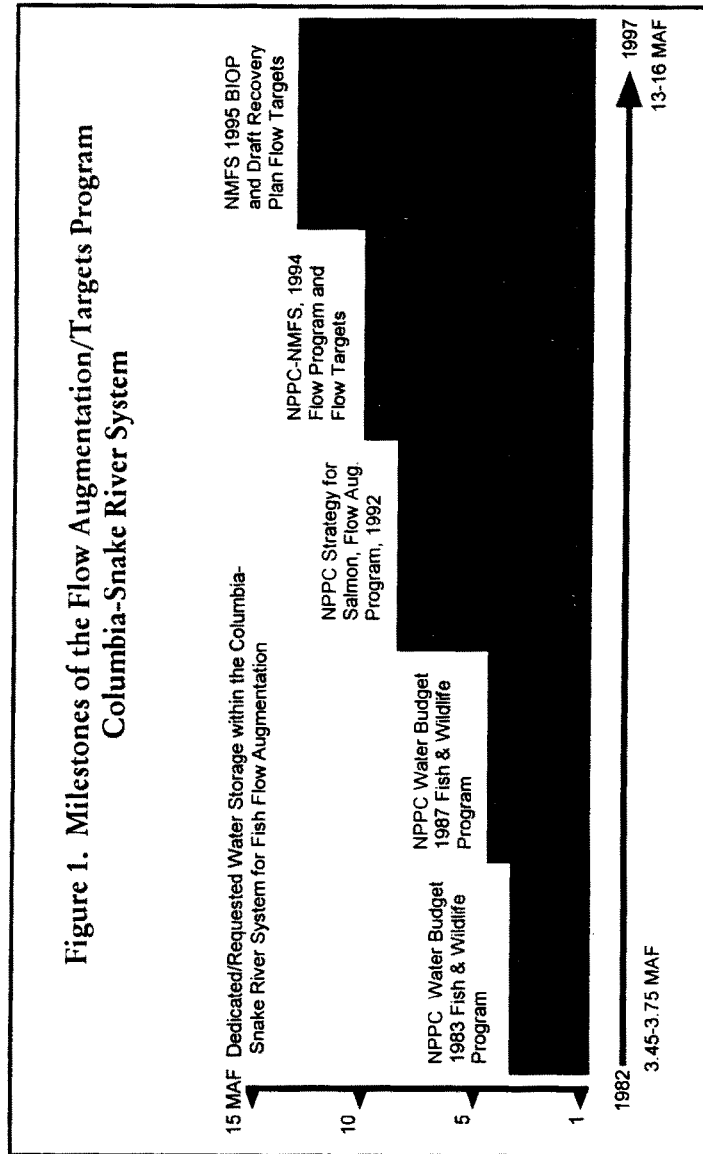 Figure 1. Milestones of the Flow Augmentation/Targets Program
Columbia-Snake River System
15 MAF
Dedicated/Requested Water Storage within the Columbia-
Snake River System for Fish Flow Augmentation
10
5
1
NPPC Water Budget
1983 Fish & Wildlife
Program
NPPC Water Budget
1987 Fish & Wildlife
Program
NPPC Strategy for
Salmon, Flow Aug.
Program, 1992
NPPC-NMFS, 1994
Flow Program and
Flow Targets
NMFS 1995 BIOP
and Draft Recovery
Plan Flow Targets
1982
1997
3.45-3.75 MAF
13-16 MAF